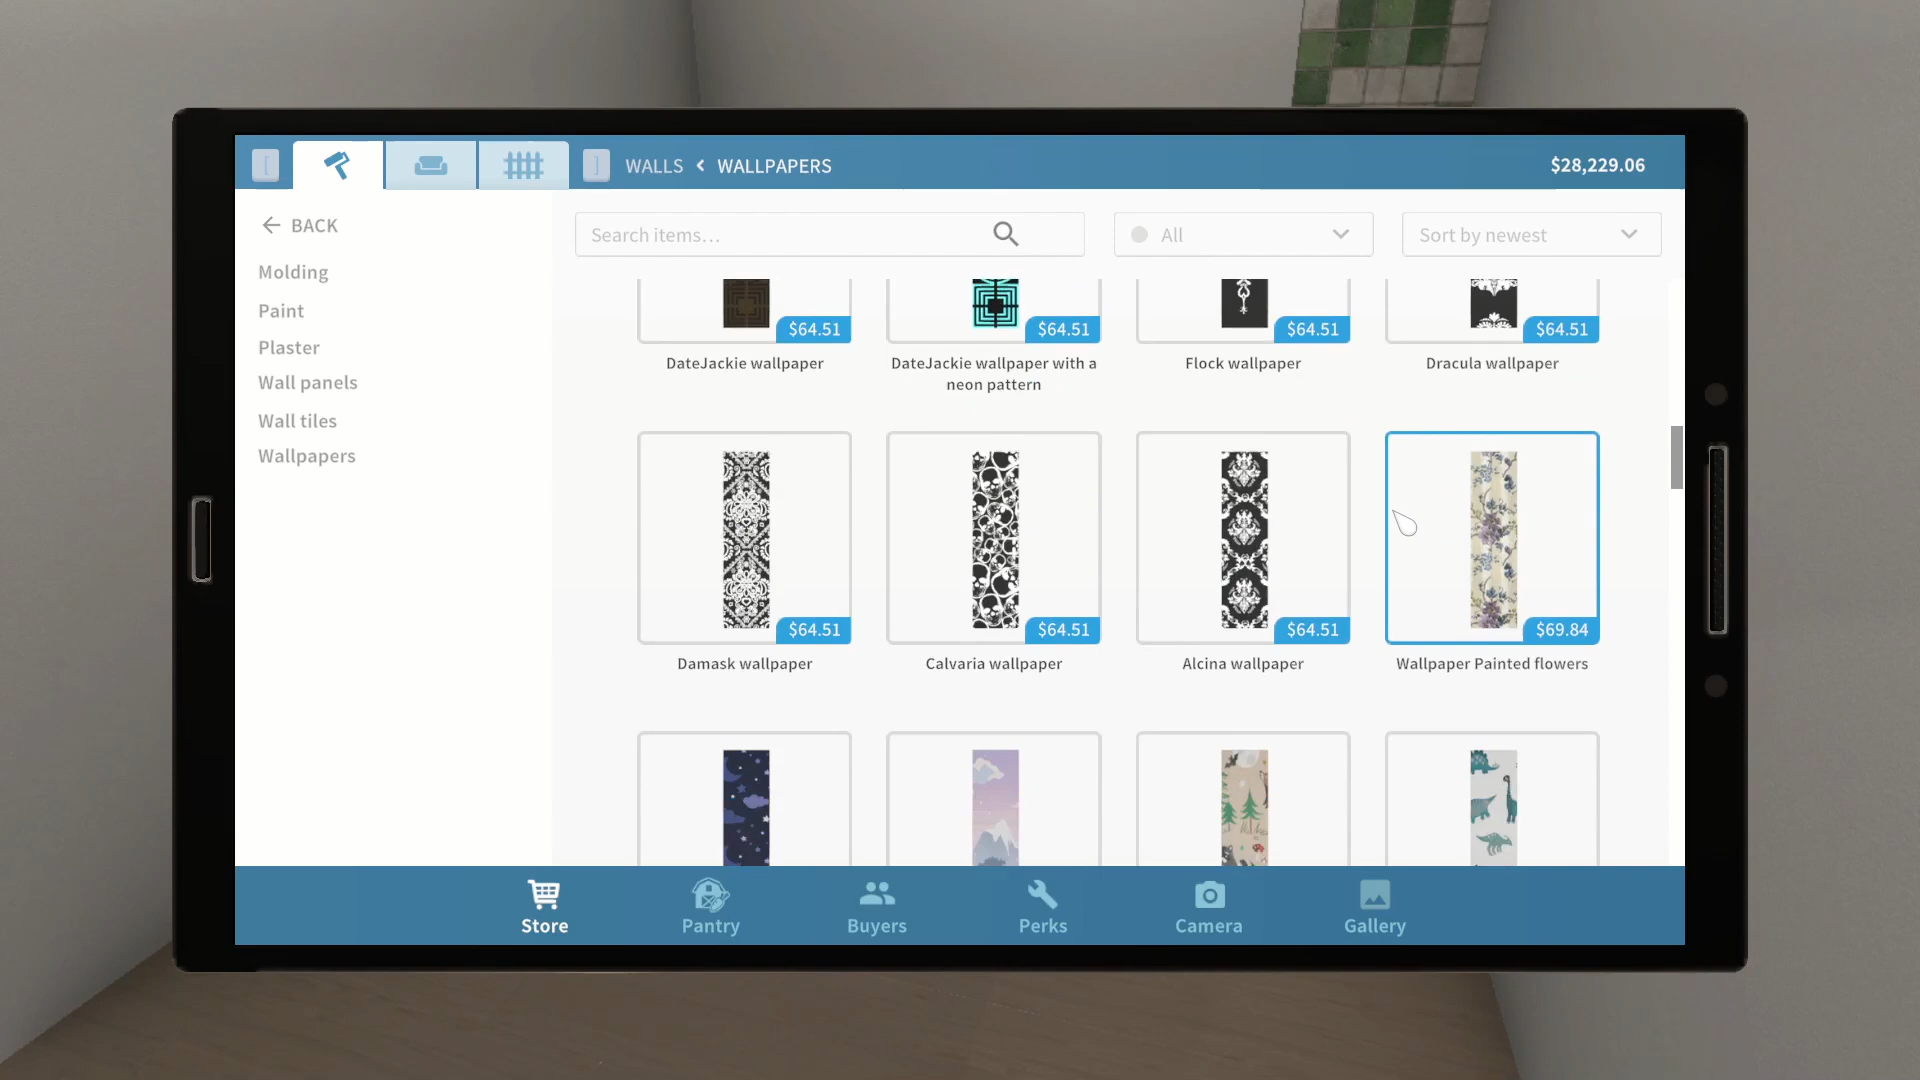 [
]
WALLS < WALLPAPERS
$28,229.06
BACK
Molding
Paint
Plaster
Wall panels
Wall tiles
Wallpapers
Search items...
All
Sort by newest
$64.51
$64.51
$64.51
$64.51
DateJackie wallpaper
DateJackie wallpaper with a
neon pattern
Flock wallpaper
Dracula wallpaper
$64.51
$64.51
$64.51
$69.84
Damask wallpaper
Calvaria wallpaper
Alcina wallpaper
Wallpaper Painted flowers
Store
Pantry
Buyers
Perks
Camera
Gallery